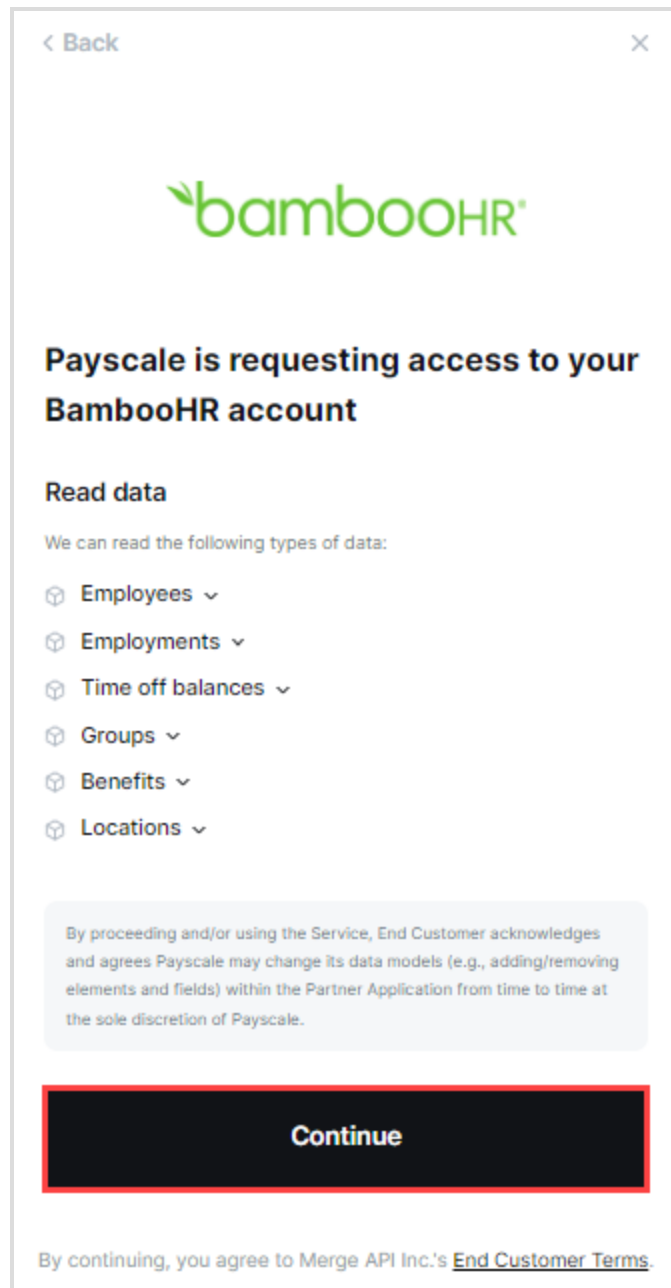 Back
bambooHR®
Payscale is requesting access to your
BambooHR account
Read data
We can read the following types of data:
Employees
Employments
Time off balances
Groups
Benefits
Locations
By proceeding and/or using the Service, End Customer acknowledges
and agrees Payscale may change its data models (e.g., adding/removing
elements and fields) within the Partner Application from time to time at
the sole discretion of Payscale.
Continue
By continuing, you agree to Merge API Inc.'s End Customer Terms.